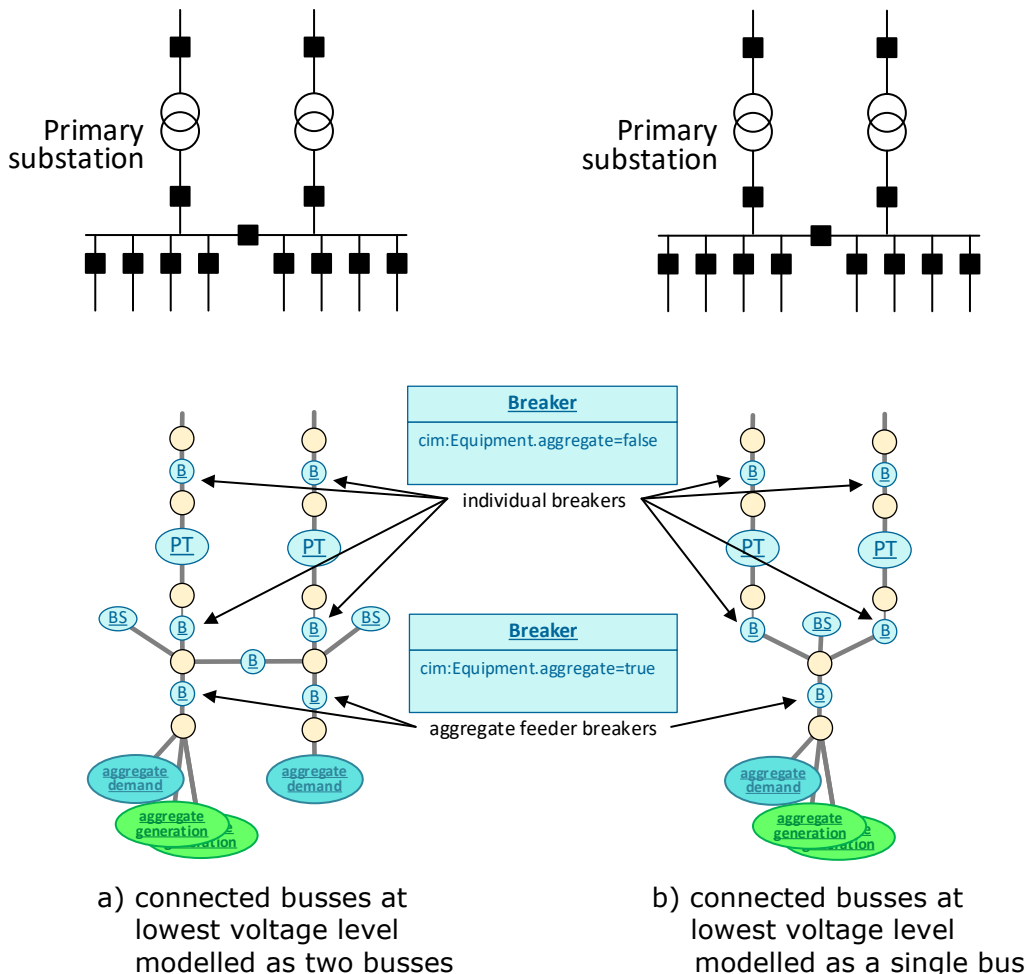 Primary
substation
Primary
substation
Breaker
cim:Equipment.aggregate=false
B
B
B
B
individual breakers
PT
PT
PT
PT
BS
B
B
BS
B
BS
B
Breaker
cim:Equipment.aggregate=true
B
B
B
B
aggregate feeder breakers
aggregate
demand
aggregate
demand
aggregate
demand
aggregate
generation
aggregate
generation
a) connected busses at
lowest voltage level
modelled as two busses
b) connected busses at
lowest voltage level
modelled as a single bus